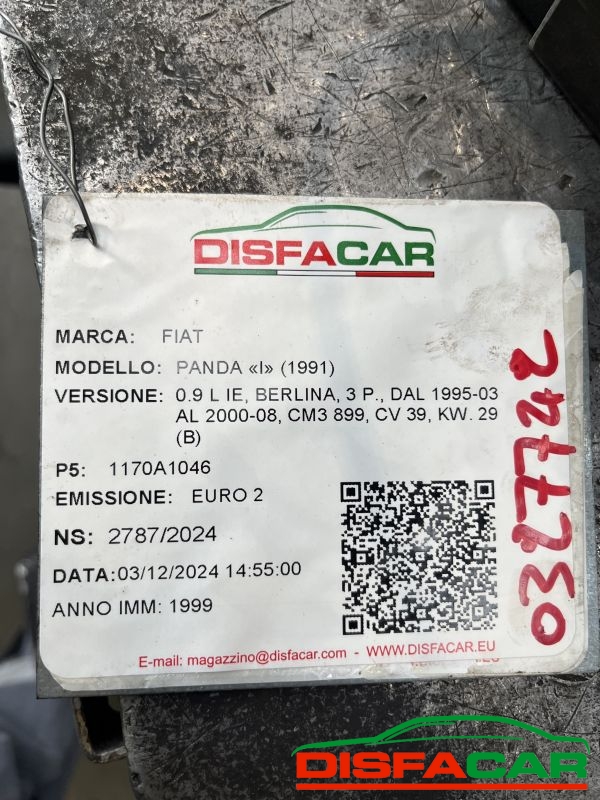 DISFACAR
MARCA: FIAT
MODELLO: PANDA «I» (1991)
VERSIONE: 0.9 L IE, BERLINA, 3 P., DAL 1995-03
AL 2000-08, CM3 899, CV 39, KW. 29
(B)
P5: 1170A1046
EMISSIONE: EURO 2
NS: 2787/2024
DATA:03/12/2024 14:55:00
ANNO IMM: 1999
E-mail: magazzino@disfacar.com - WWW.DISFACAR.EU
DISFACAR